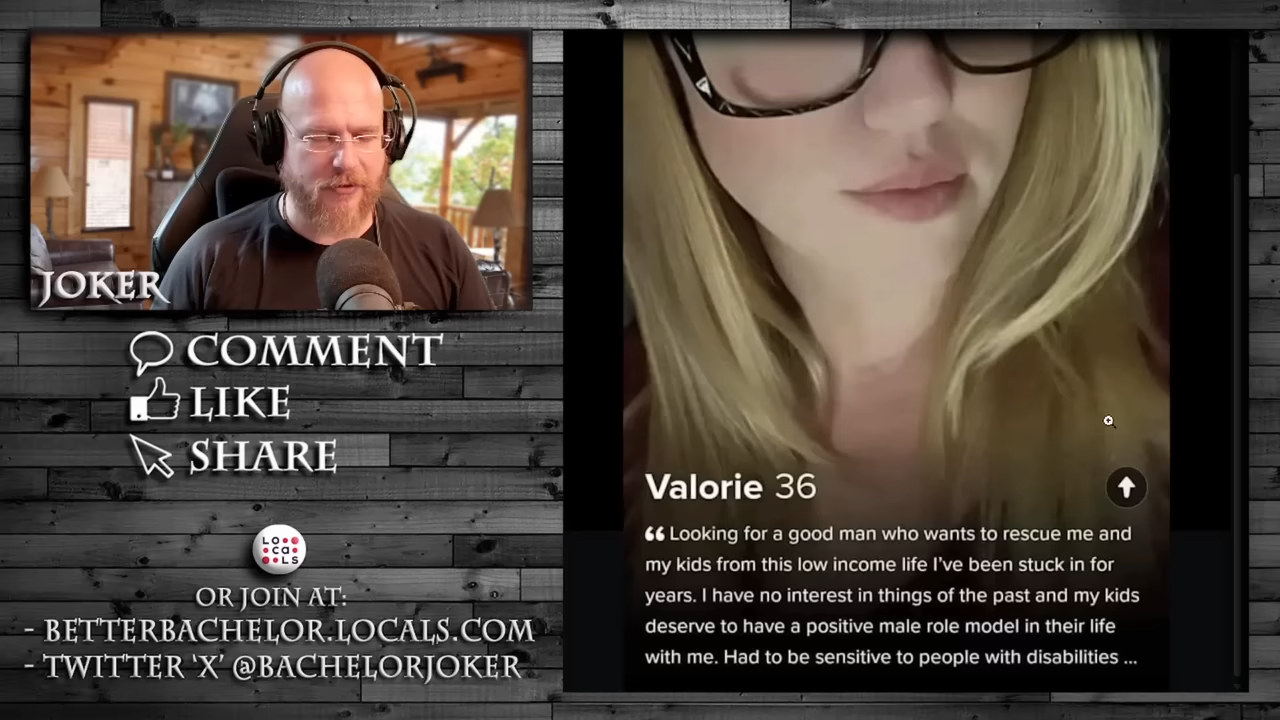 JOKER
COMMENT
LIKE
SHARE
LOCALS
OR JOIN AT:
- BETTERBACHELOR.LOCALS.COM
- TWITTER 'X' @BACHELORJOKER
Valorie 36
“ Looking for a good man who wants to rescue me and
my kids from this low income life I've been stuck in for
years. I have no interest in things of the past and my kids
deserve to have a positive male role model in their life
with me. Had to be sensitive to people with disabilities ...